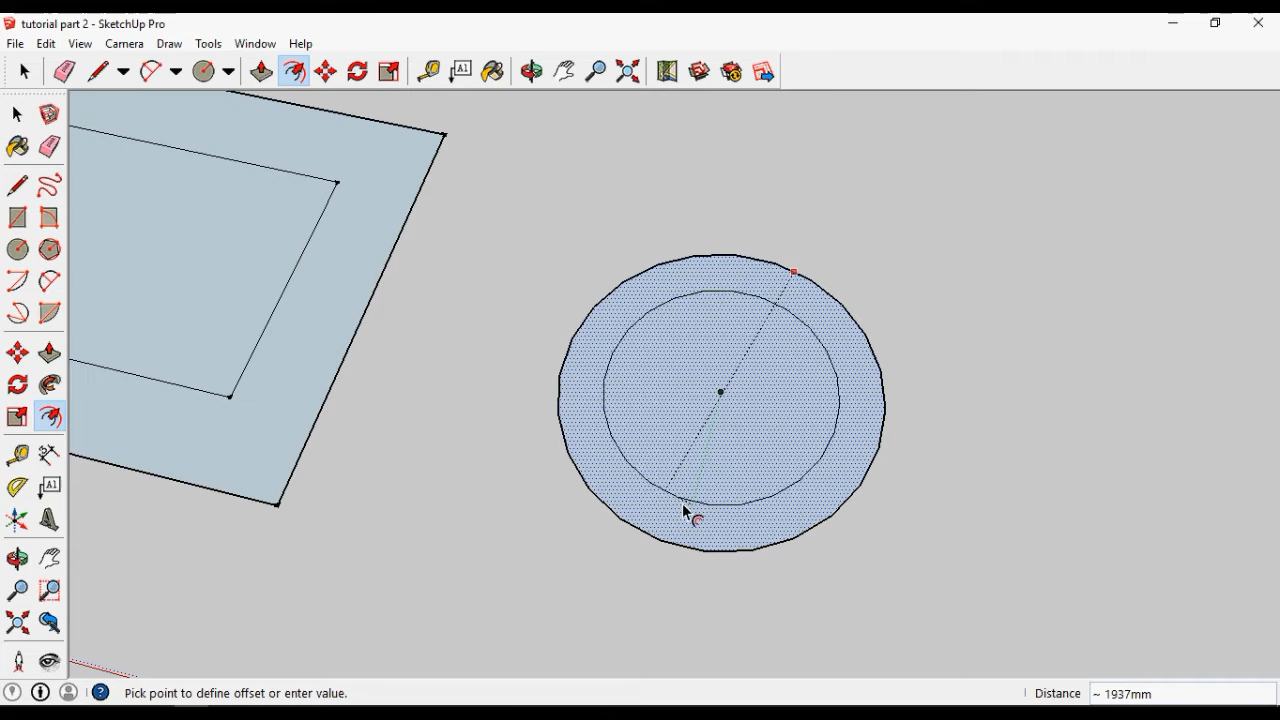 tutorial part 2 - SketchUp Pro
File Edit View Camera Draw Tools Window Help
A1
A1
Pick point to define offset or enter value. Distance ~ 1937mm